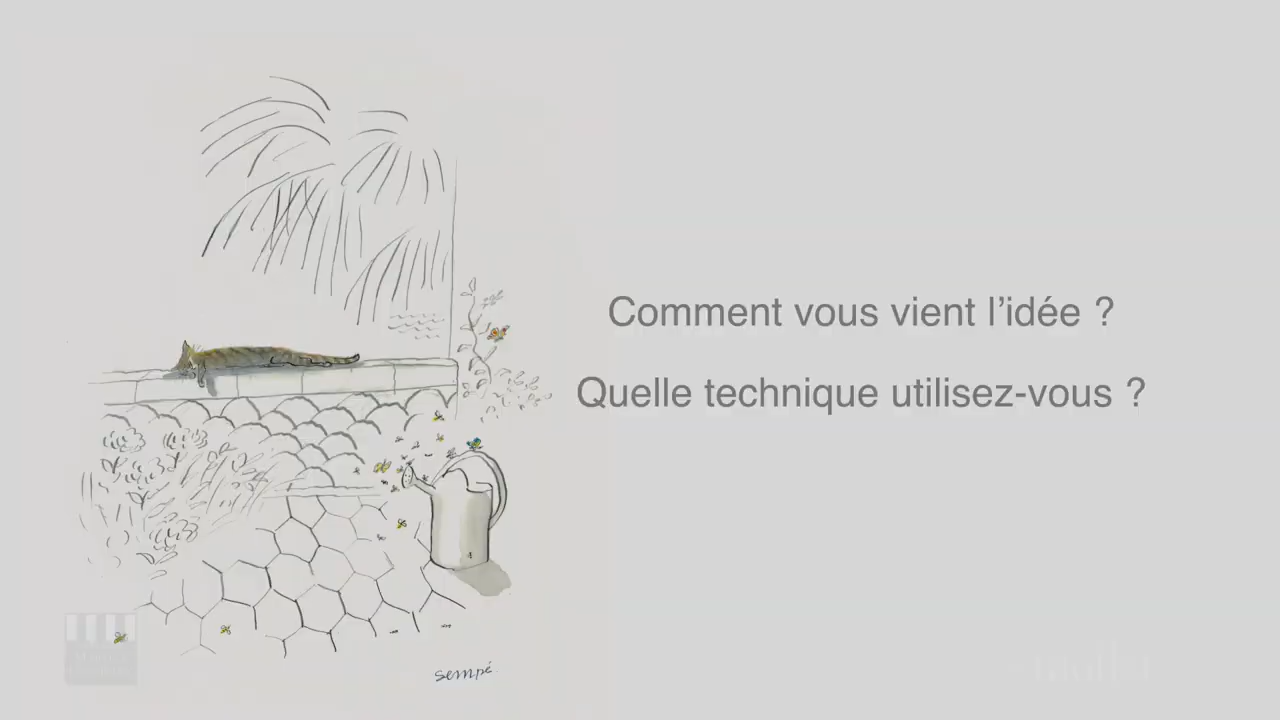 Comment vous vient l'idée ?
Quelle technique utilisez-vous ?
sempé.